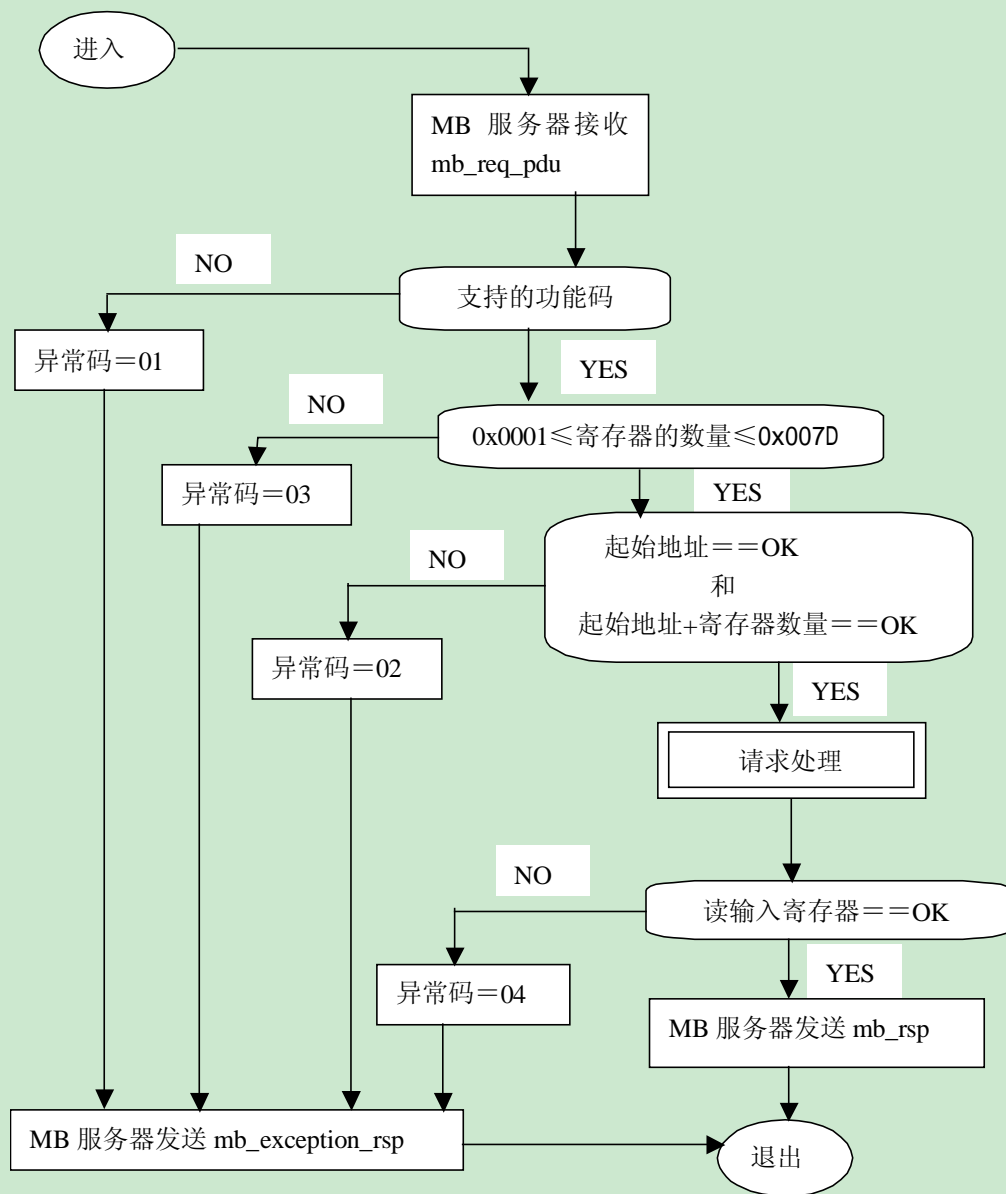 进入
MB 服务器接收
mb_req_pdu
NO
支持的功能码
异常码＝01
YES
NO
0x0001≤寄存器的数量≤0x007D
异常码＝03
YES
起始地址＝＝OK
NO
和
起始地址+寄存器数量＝＝OK
异常码＝02
YES
请求处理
NO
读输入寄存器＝＝OK
YES
异常码＝04
MB 服务器发送 mb_rsp
MB 服务器发送 mb_exception_rsp
退出